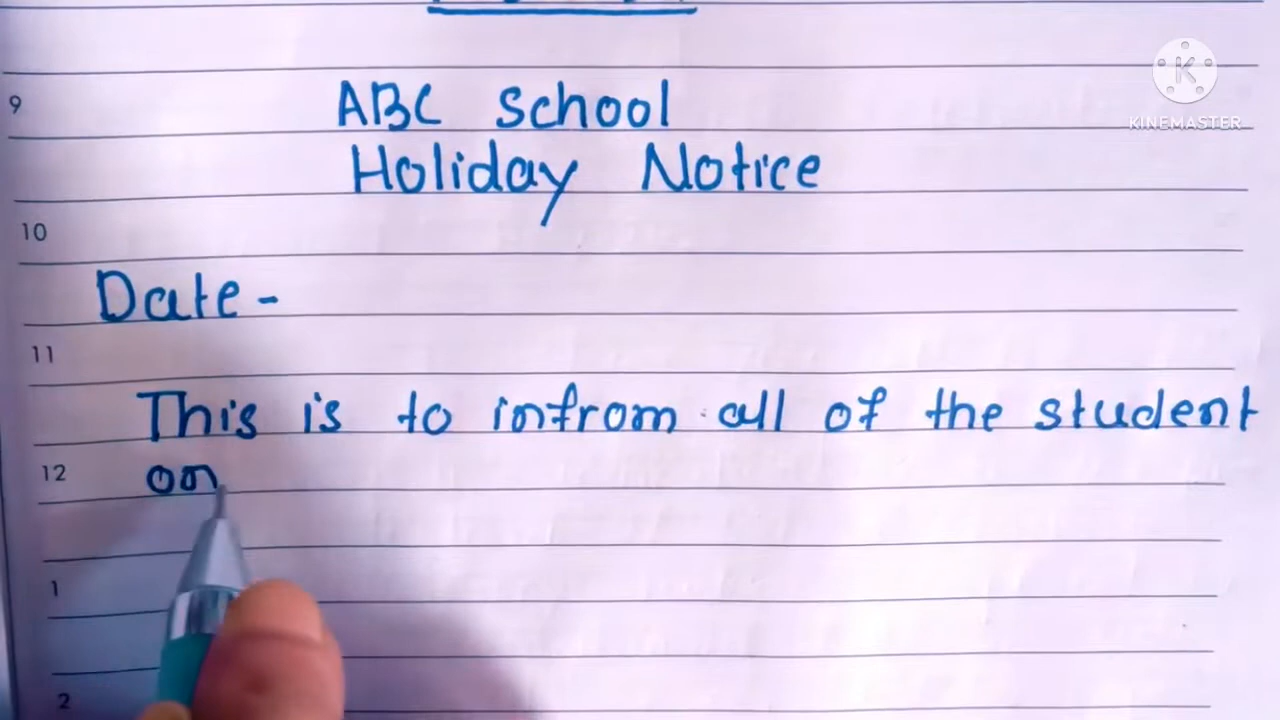 KINEMASTER
9
ABC School
Holiday Notice
10
Date -
11
This is to infrom all of the student
12
on
1
2